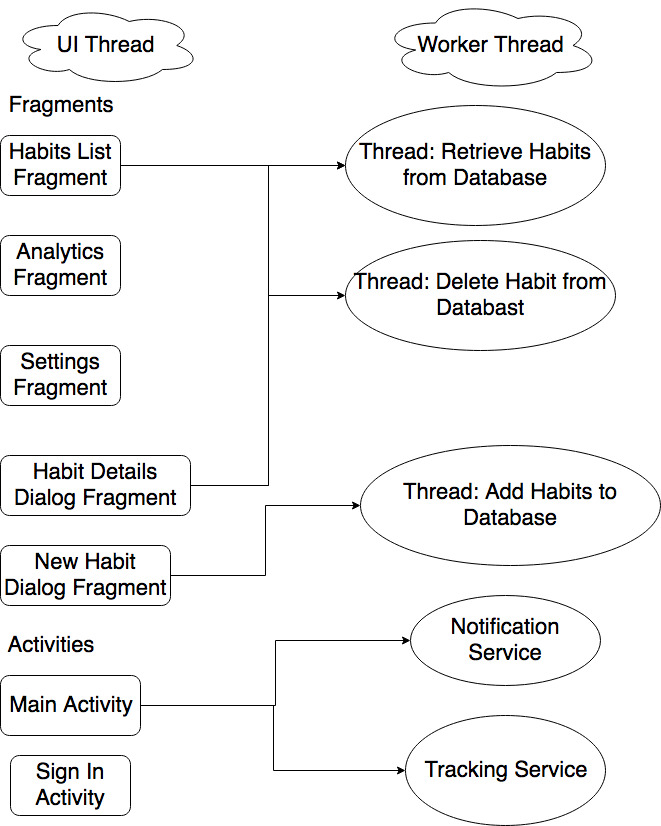 UI Thread
Worker Thread
Fragments
Habits List
Fragment
Thread: Retrieve Habits
from Database
Analytics
Fragment
Thread: Delete Habit from
Databast
Settings
Fragment
Habit Details
Dialog Fragment
Thread: Add Habits to
Database
New Habit
Dialog Fragment
Activities
Notification
Service
Main Activity
Sign In
Activity
Tracking Service